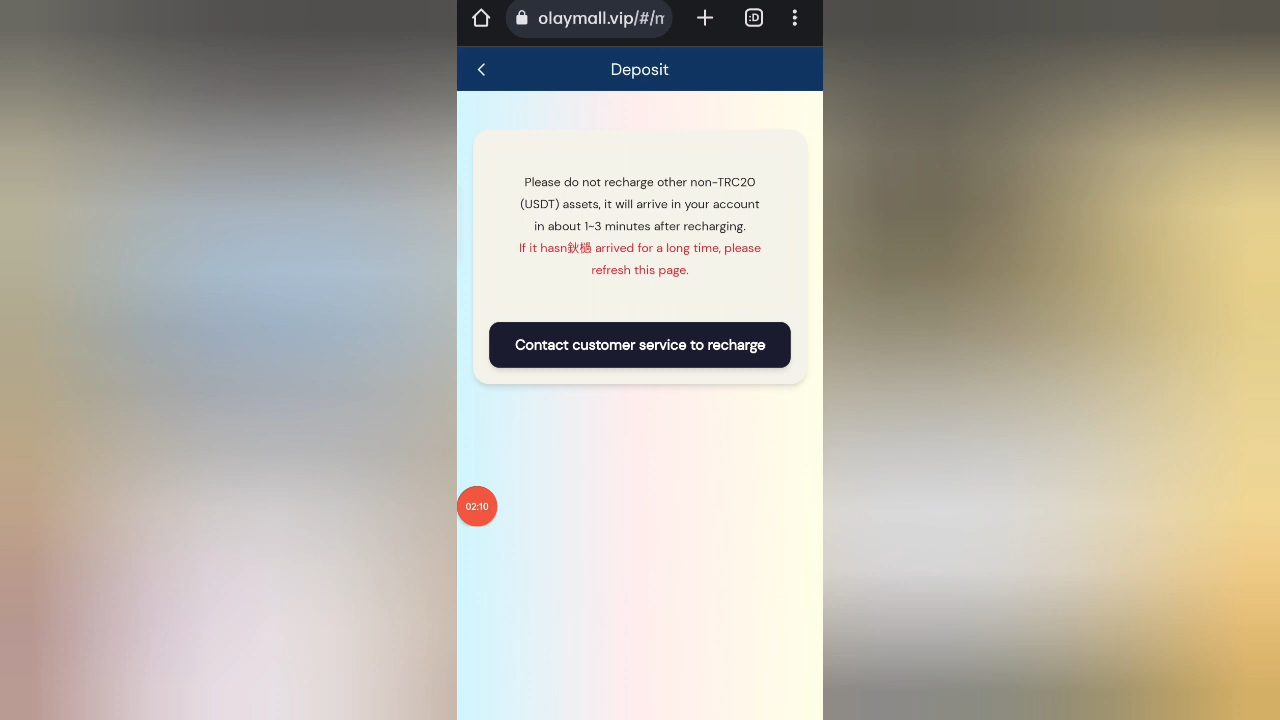 olaymall.vip/#/m
:D
Deposit
Please do not recharge other non-TRC20
(USDT) assets, it will arrive in your account
in about 1-3 minutes after recharging.
If it hasn鈥檛 arrived for a long time, please
refresh this page.
Contact customer service to recharge
02:10